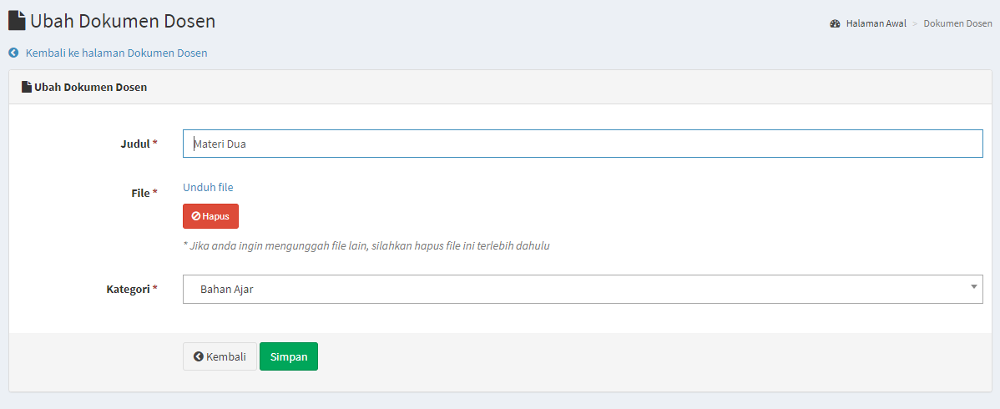 Ubah Dokumen Dosen
Halaman Awal > Dokumen Dosen
Kembali ke halaman Dokumen Dosen
Ubah Dokumen Dosen
Judul *
Materi Dua
File *
Unduh file
Hapus
* Jika anda ingin mengunggah file lain, silahkan hapus file ini terlebih dahulu
Kategori *
Bahan Ajar
Kembali
Simpan